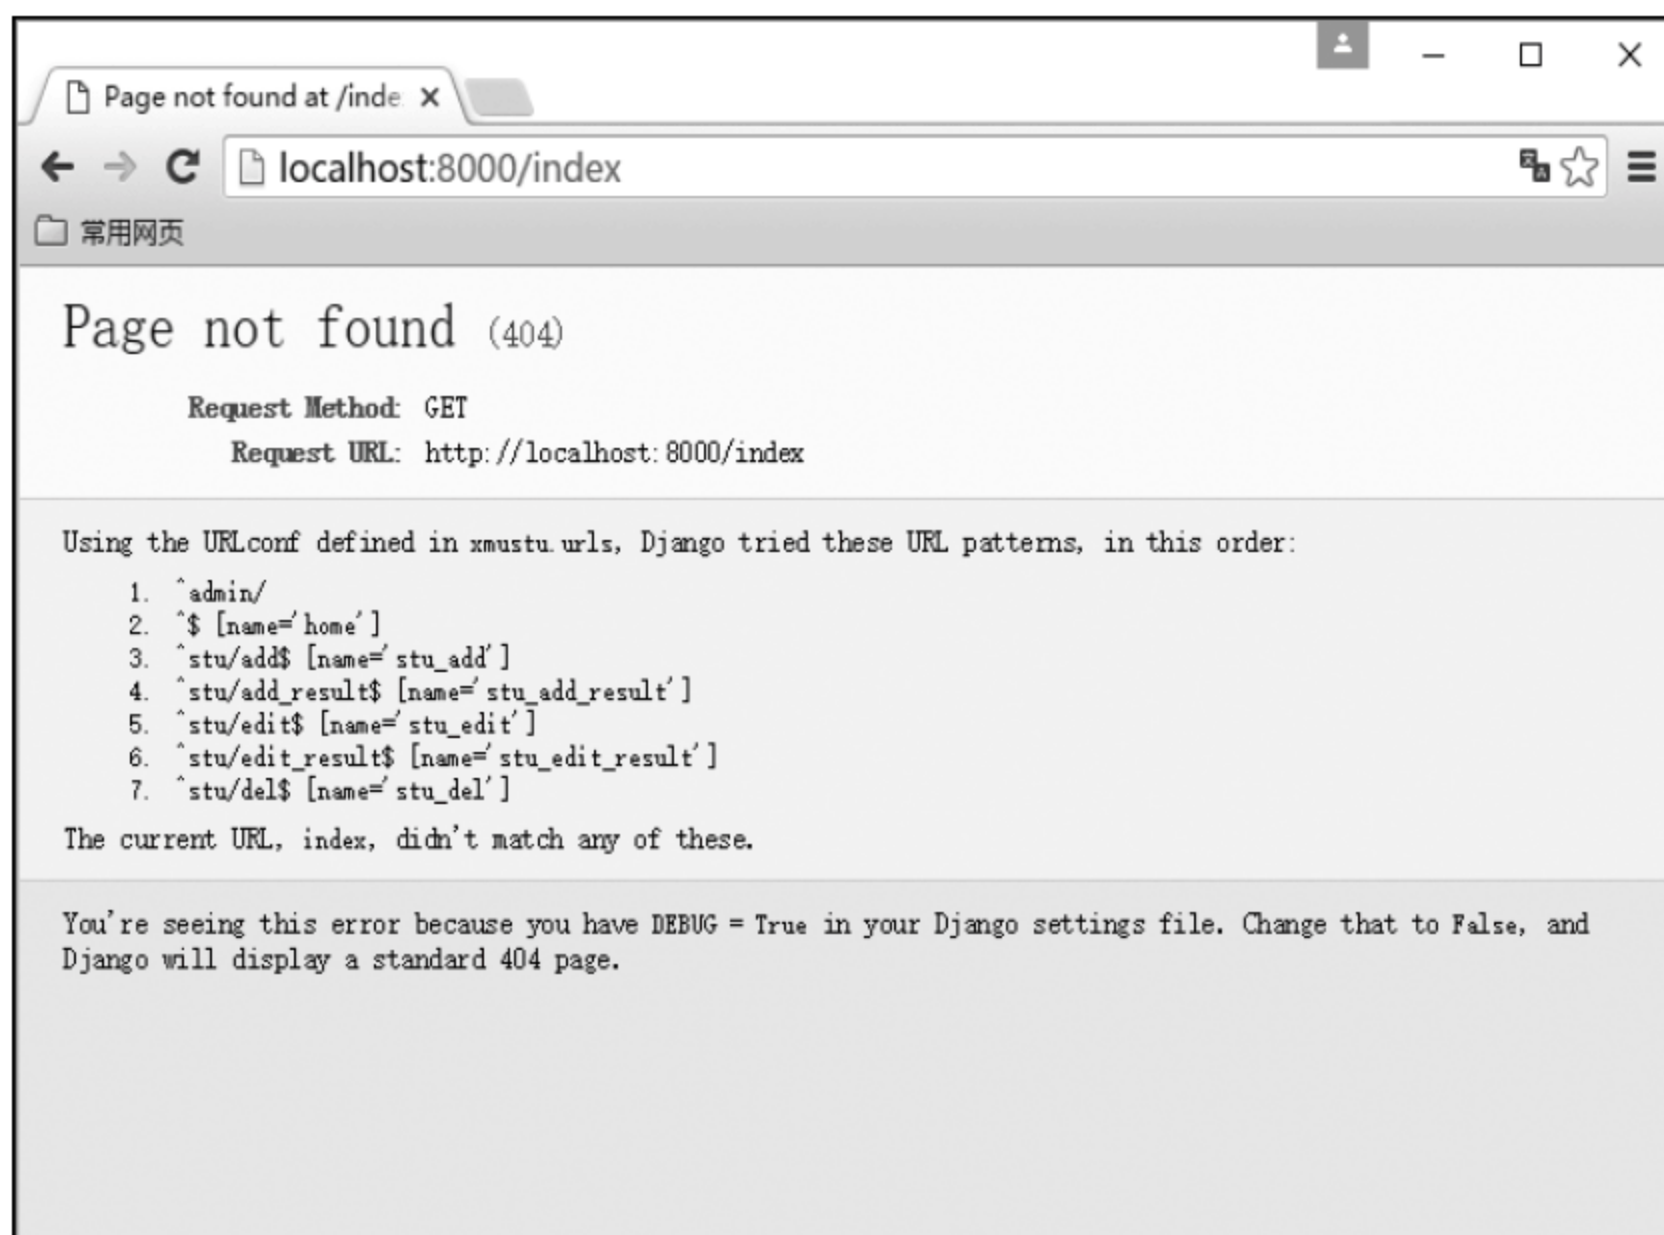 Page not found at /inde
localhost:8000/index
常用网页
Page not found (404)
Request Method: GET
Request URL: http://localhost:8000/index
Using the URLconf defined in xmustu.urls, Django tried these URL patterns, in this order:
1. ^admin/
2. ^$ [name='home']
3. ^stu/add$ [name='stu_add']
4. ^stu/add_result$ [name='stu_add_result']
5. ^stu/edit$ [name='stu_edit']
6. ^stu/edit_result$ [name='stu_edit_result']
7. ^stu/del$ [name='stu_del']
The current URL, index, didn't match any of these.
You're seeing this error because you have DEBUG = True in your Django settings file. Change that to False, and
Django will display a standard 404 page.